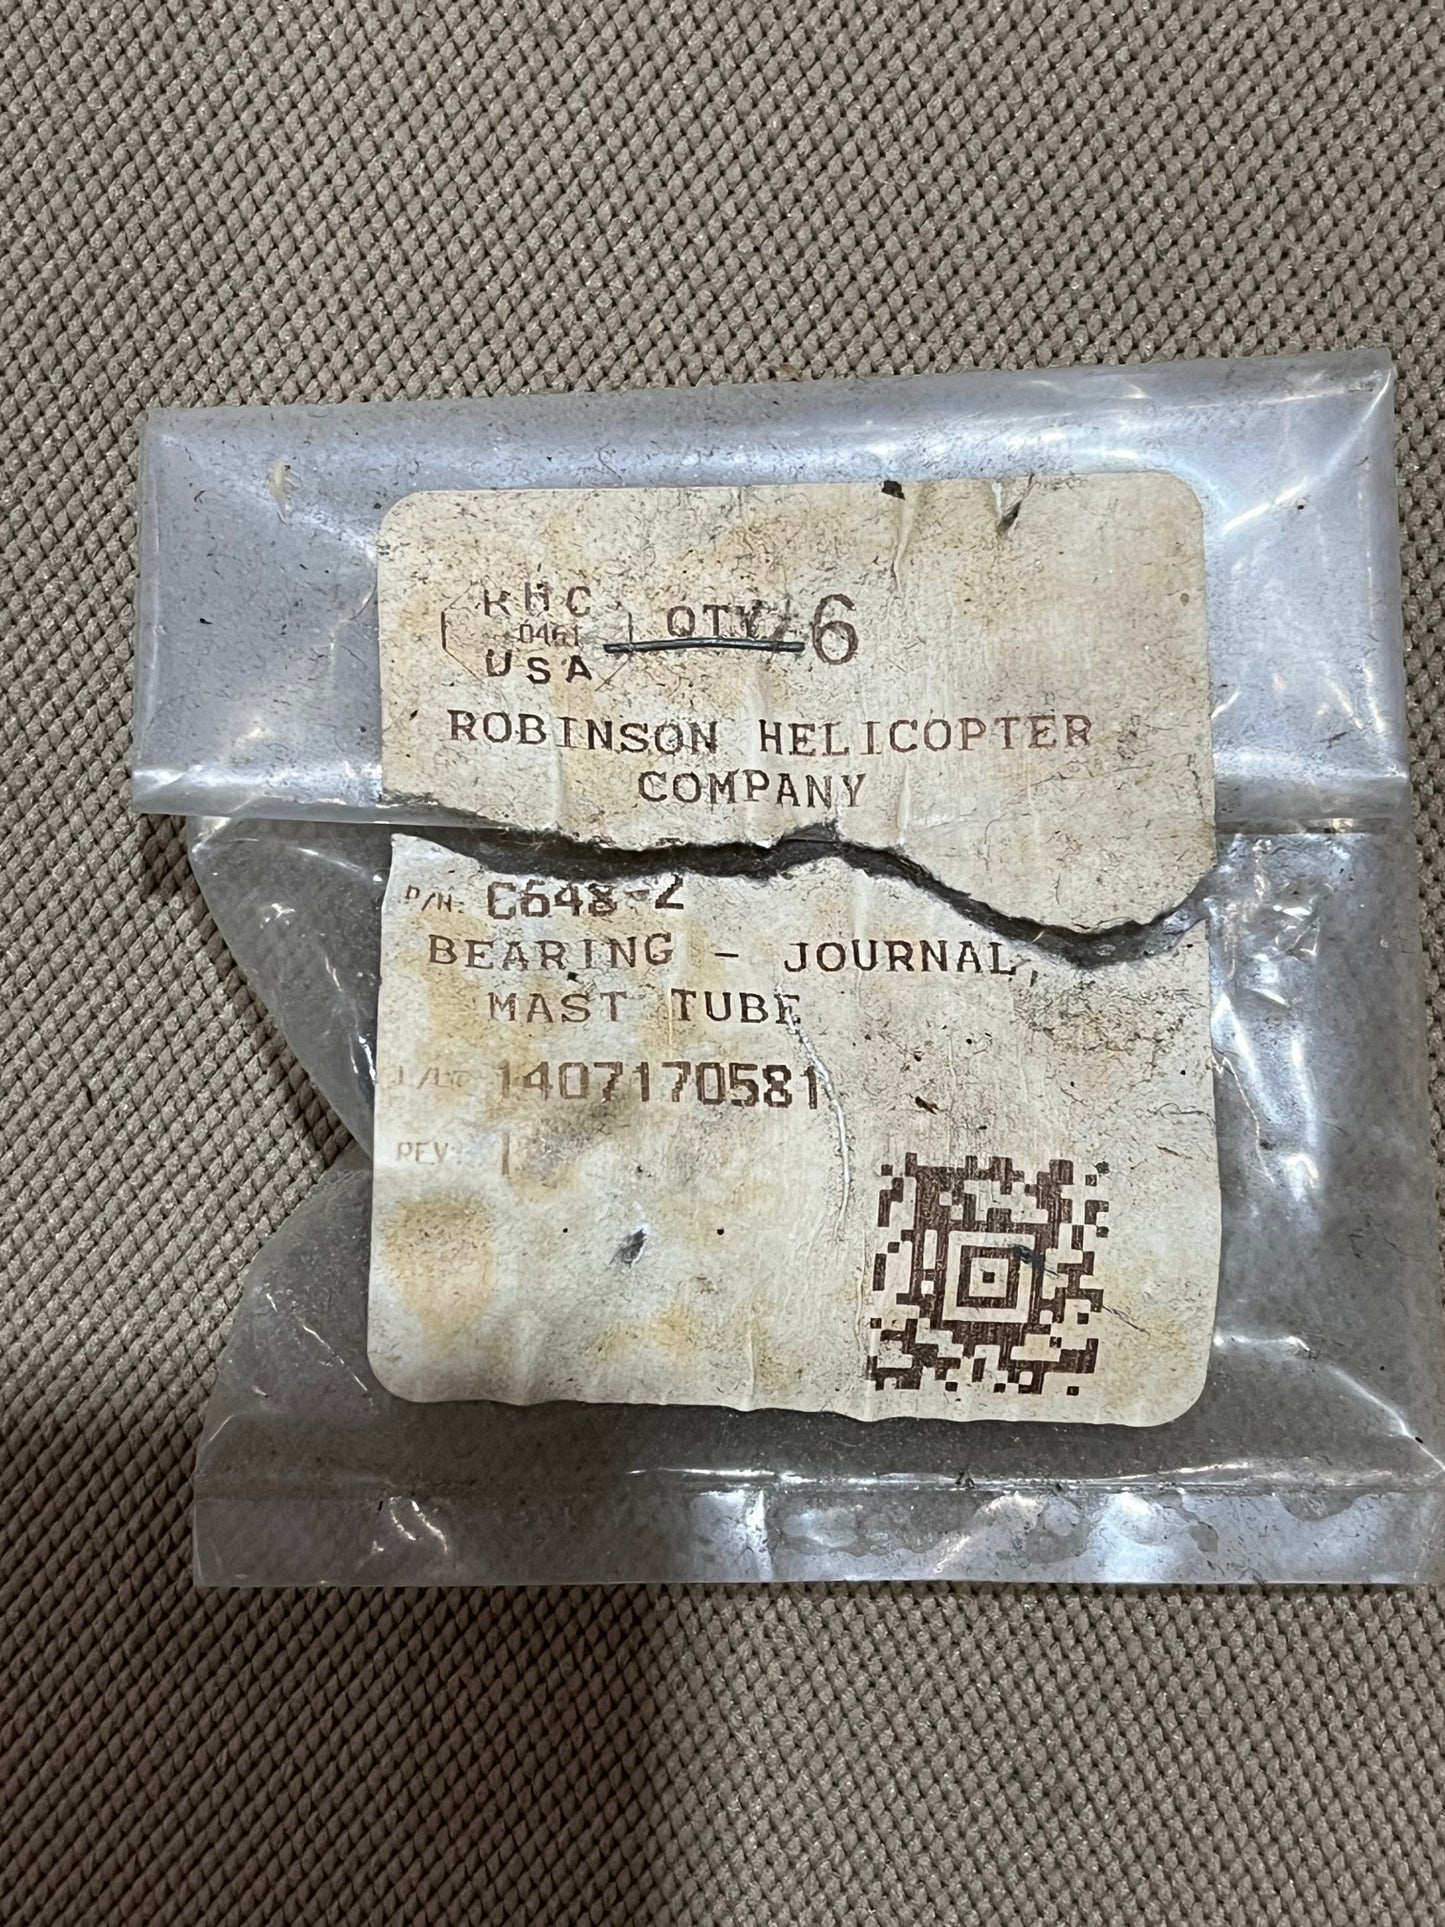 RHC
0461
USA
QTY 6
ROBINSON HELICOPTER
COMPANY
P/N: C648-2
BEARING - JOURNAL,
MAST TUBE
1407170581
REV: